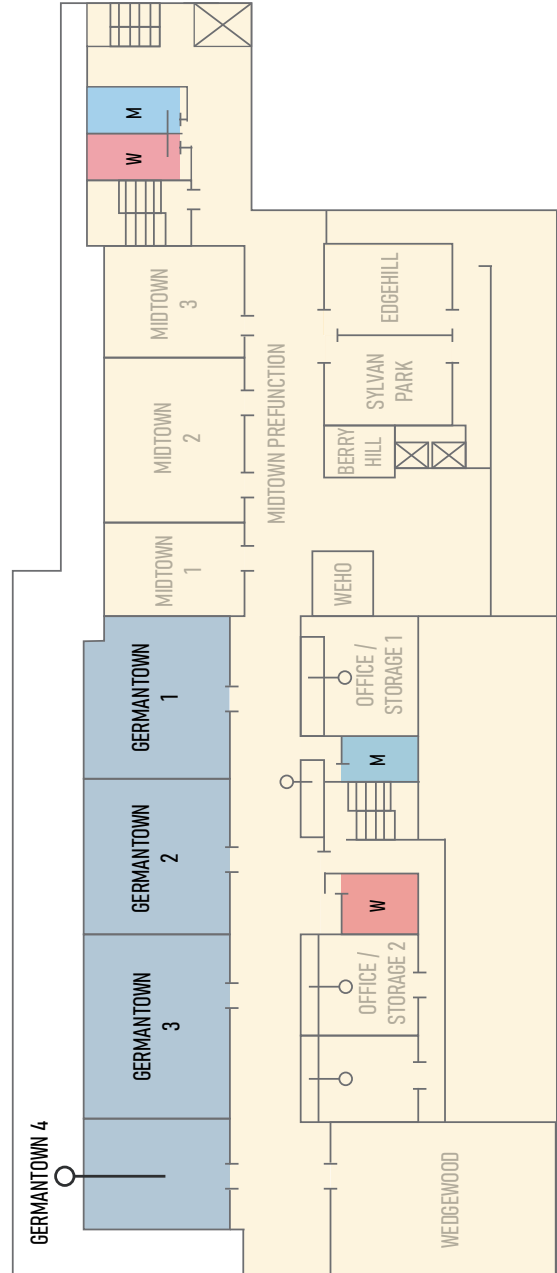 M
W
MIDTOWN
3
EDGEHILL
MIDTOWN PREFUNCTION
SYLVAN
PARK
MIDTOWN
2
BERRY
HILL
MIDTOWN
1
WEHO
GERMANTOWN
1
OFFICE /
STORAGE 1
M
GERMANTOWN
2
W
GERMANTOWN
3
OFFICE /
STORAGE 2
GERMANTOWN 4
WEDGEWOOD